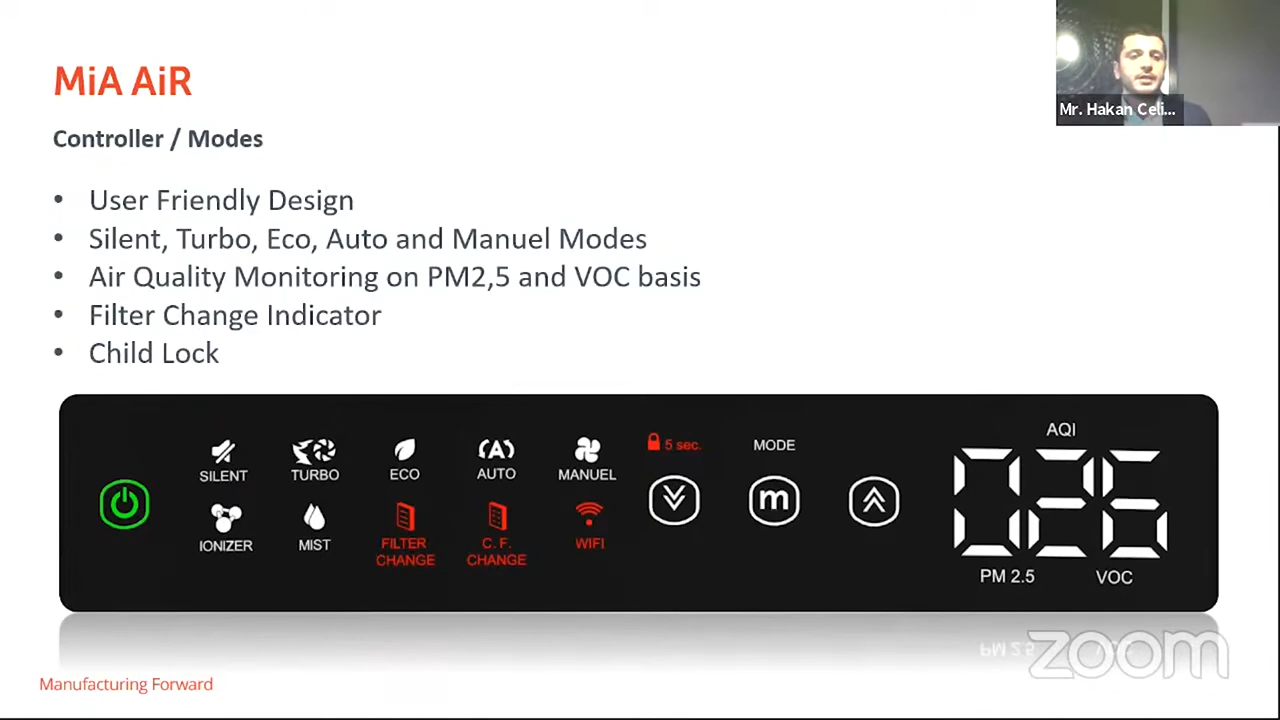 MiA AiR
Mr. Hakan Celi...
Controller / Modes
• User Friendly Design
• Silent, Turbo, Eco, Auto and Manuel Modes
• Air Quality Monitoring on PM2,5 and VOC basis
• Filter Change Indicator
• Child Lock
SILENT
TURBO
ECO
AUTO
MANUEL
5 sec.
MODE
AQI
IONIZER
MIST
FILTER
CHANGE
C. F.
CHANGE
WIFI
m
026
PM 2.5
VOC
zoom
Manufacturing Forward